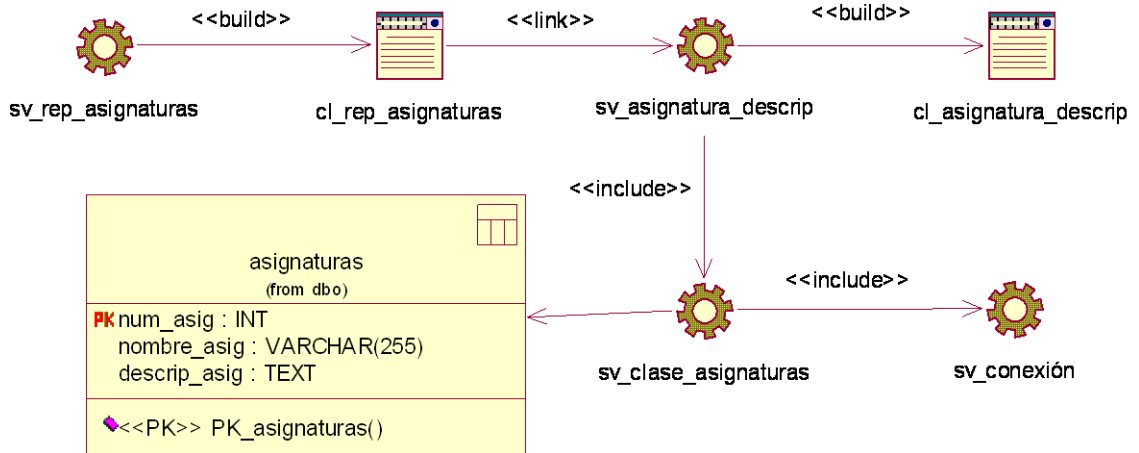 <<build>>
<<link>>
<<build>>
sv_rep_asignaturas
cl_rep_asignaturas
sv_asignatura_descrip
cl_asignatura_descrip
<<include>>
asignaturas
(from dbo)
PK num_asig : INT
nombre_asig : VARCHAR(255)
descrip_asig : TEXT
<<PK>> PK_asignaturas()
<<include>>
sv_clase_asignaturas
sv_conexión